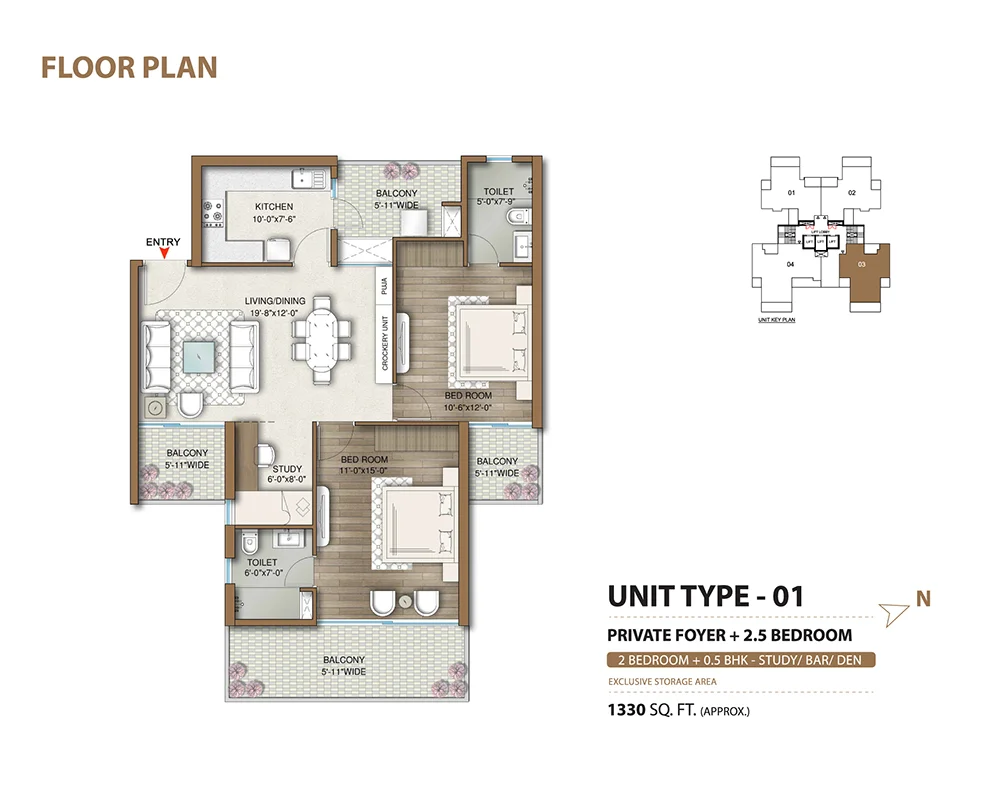 FLOOR PLAN
KITCHEN
10'-0"x7'-6"
BALCONY
5'-11"WIDE
TOILET
5'-0"x7'-9"
ENTRY
LIVING/DINING
19'-8"x12'-0"
PUJA
CROCKERY UNIT
BED ROOM
10'-6"x12'-0"
BALCONY
5'-11"WIDE
STUDY
6'-0"x8'-0"
BED ROOM
11'-0"x15'-0"
BALCONY
5'-11"WIDE
TOILET
6'-0"x7'-0"
BALCONY
5'-11"WIDE
01
02
LIFT LOBBY
LIFT
LIFT
LIFT
04
03
UNIT KEY PLAN
UNIT TYPE - 01
N
PRIVATE FOYER + 2.5 BEDROOM
2 BEDROOM + 0.5 BHK - STUDY/ BAR/ DEN
EXCLUSIVE STORAGE AREA
1330 SQ. FT. (APPROX.)